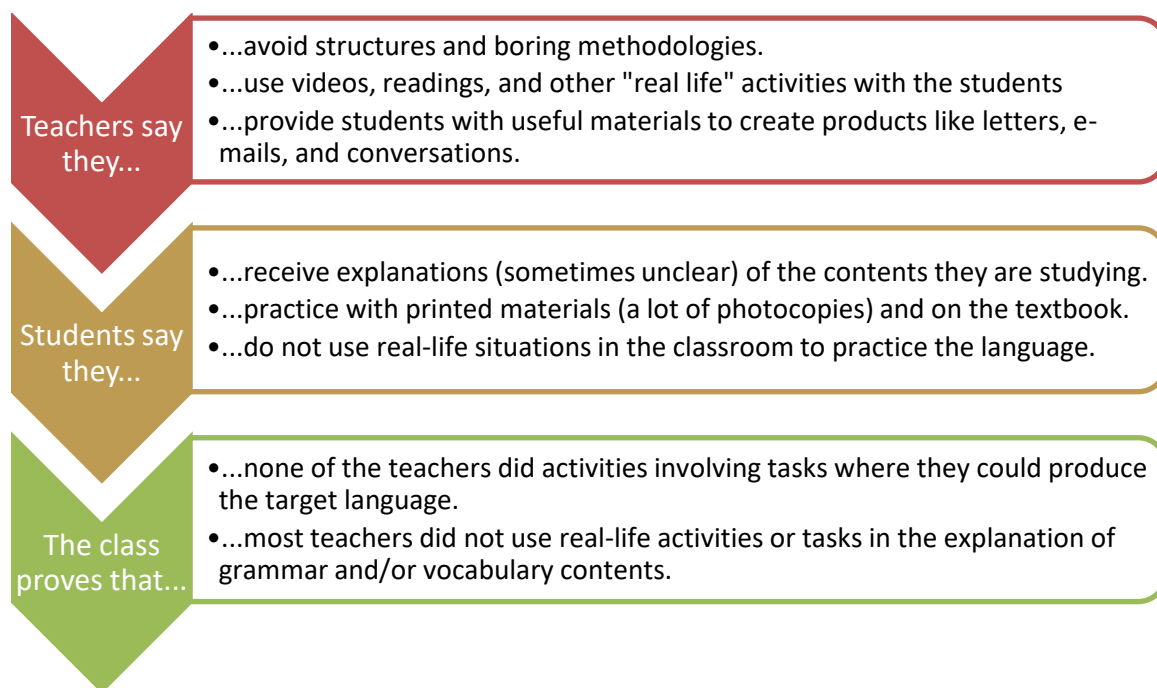 Teachers say
they...
•...avoid structures and boring methodologies.
•...use videos, readings, and other "real life" activities with the students
•...provide students with useful materials to create products like letters, e-
mails, and conversations.
Students say
they...
•...receive explanations (sometimes unclear) of the contents they are studying.
•...practice with printed materials (a lot of photocopies) and on the textbook.
•...do not use real-life situations in the classroom to practice the language.
The class
proves that...
•...none of the teachers did activities involving tasks where they could produce
the target language.
•...most teachers did not use real-life activities or tasks in the explanation of
grammar and/or vocabulary contents.